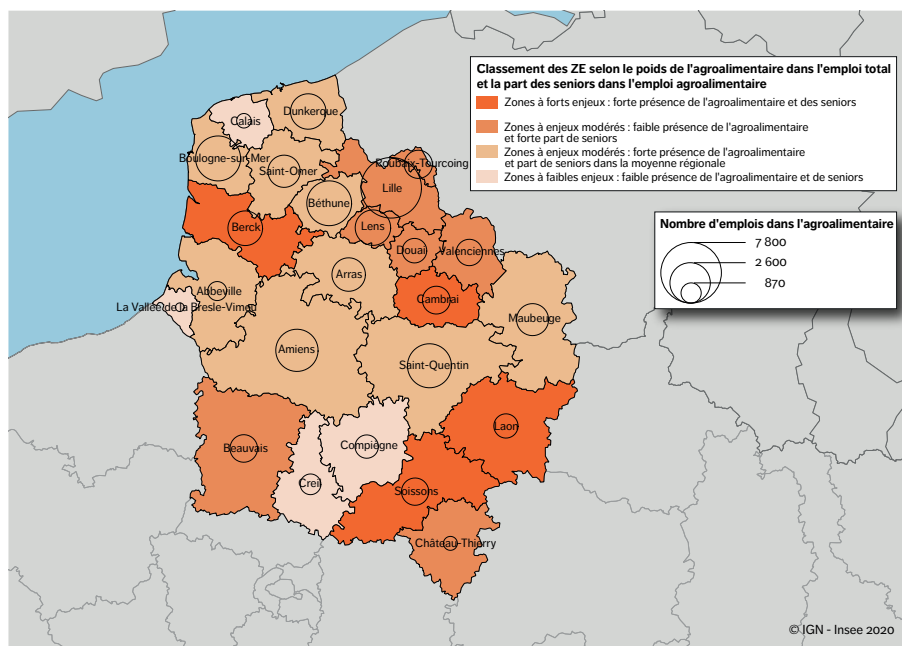 Classement des ZE selon le poids de l'agroalimentaire dans l'emploi total
et la part des seniors dans l'emploi agroalimentaire
Zones à forts enjeux : forte présence de l'agroalimentaire et des seniors
Zones à enjeux modérés : faible présence de l'agroalimentaire
et forte part de seniors
Zones à enjeux modérés : forte présence de l'agroalimentaire
et part de seniors dans la moyenne régionale
Zones à faibles enjeux : faible présence de l'agroalimentaire et de seniors
Nombre d'emplois dans l'agroalimentaire
7 800
2 600
870
Dunkerque
Calais
Boulogne-sur-Mer
Saint-Omer
Roubaix-Tourcoing
Lille
Béthune
Lens
Berck
Douai
Valenciennes
Arras
Abbeville
Cambrai
La Vallée de la Bresle-Vimeu
Maubeuge
Amiens
Saint-Quentin
Laon
Beauvais
Compiègne
Creil
Soissons
Château-Thierry
© IGN - Insee 2020